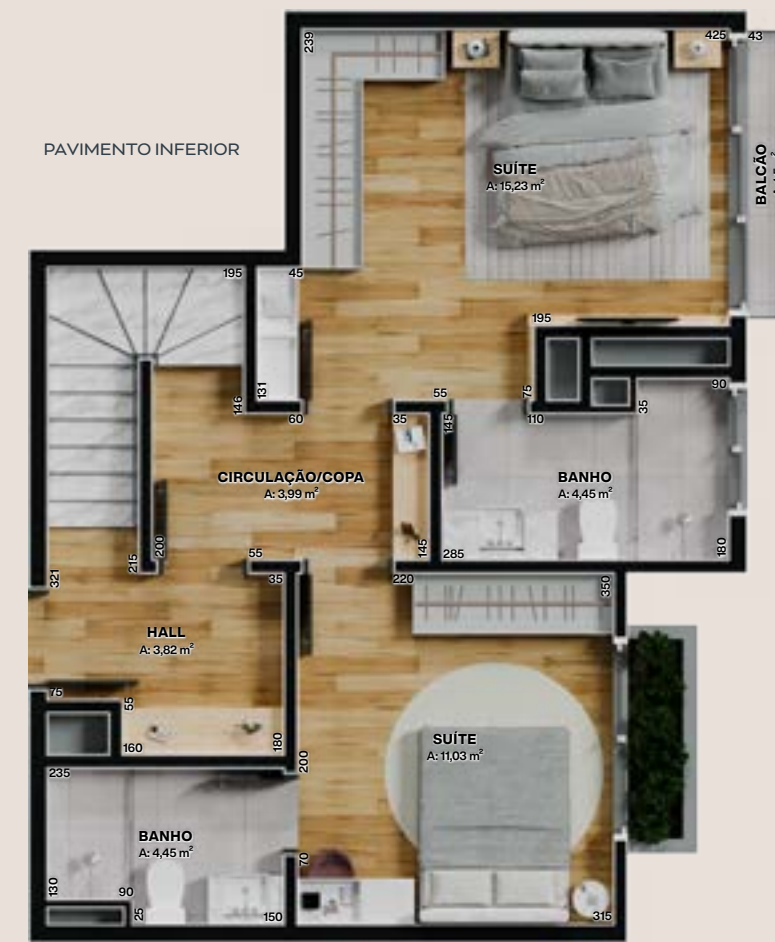 239
425
43
PAVIMENTO INFERIOR
SUÍTE
A: 15,23 m²
BALCÃO
195
45
195
131
146
60
55
75
90
35
35
145
110
CIRCULAÇÃO/COPA
A: 3,99 m²
BANHO
A: 4,45 m²
321
215
200
55
35
145
285
180
220
350
HALL
A: 3,82 m²
75
55
160
180
200
SUÍTE
A: 11,03 m²
235
BANHO
A: 4,45 m²
130
90
25
150
70
315